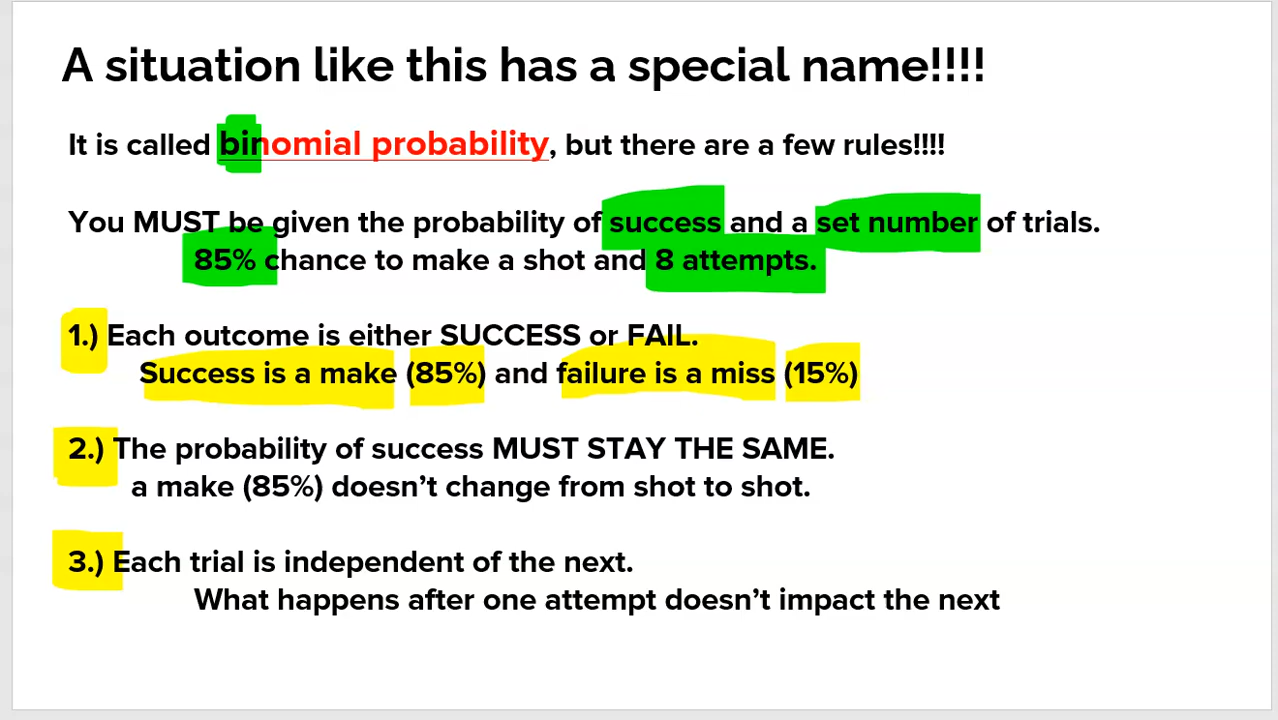 A situation like this has a special name!!!!
It is called binomial probability, but there are a few rules!!!!
You MUST be given the probability of success and a set number of trials.
85% chance to make a shot and 8 attempts.
1.) Each outcome is either SUCCESS or FAIL.
Success is a make (85%) and failure is a miss (15%)
2.) The probability of success MUST STAY THE SAME.
a make (85%) doesn’t change from shot to shot.
3.) Each trial is independent of the next.
What happens after one attempt doesn’t impact the next